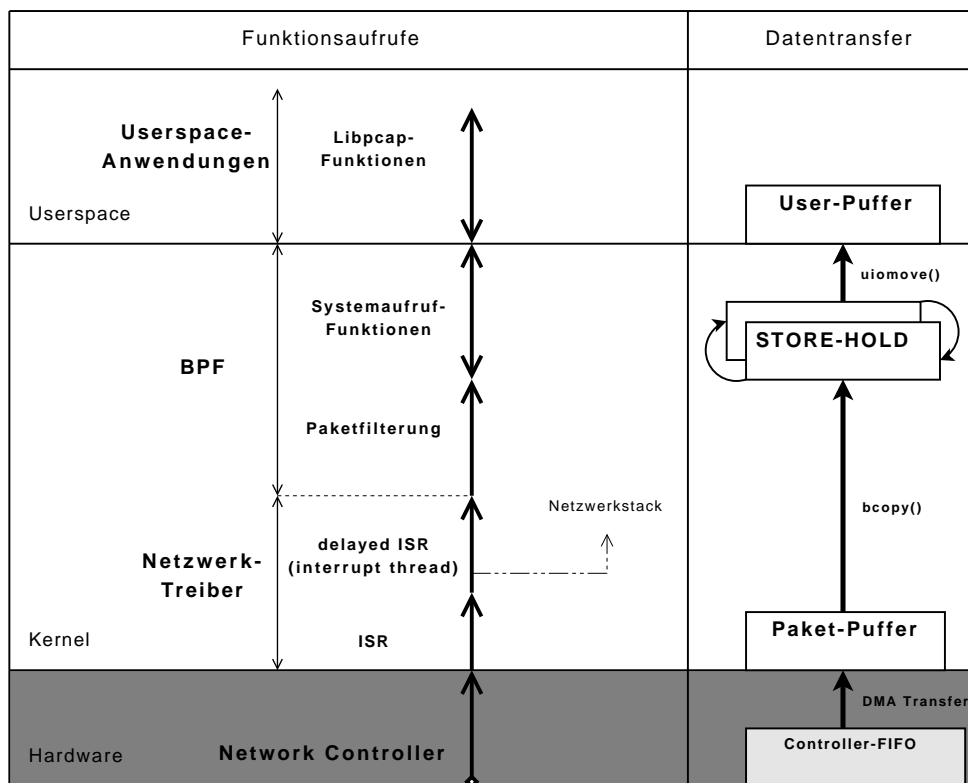 Funktionsaufrufe
Datentransfer
Userspace-
Anwendungen
Libpcap-
Funktionen
Userspace
User-Puffer
uiomove()
Systemaufruf-
Funktionen
STORE-HOLD
BPF
Paketfilterung
Netzwerkstack
bcopy()
delayed ISR
(interrupt thread)
Netzwerk-
Treiber
Paket-Puffer
Kernel
ISR
DMA Transfer
Network Controller
Controller-FIFO
Hardware